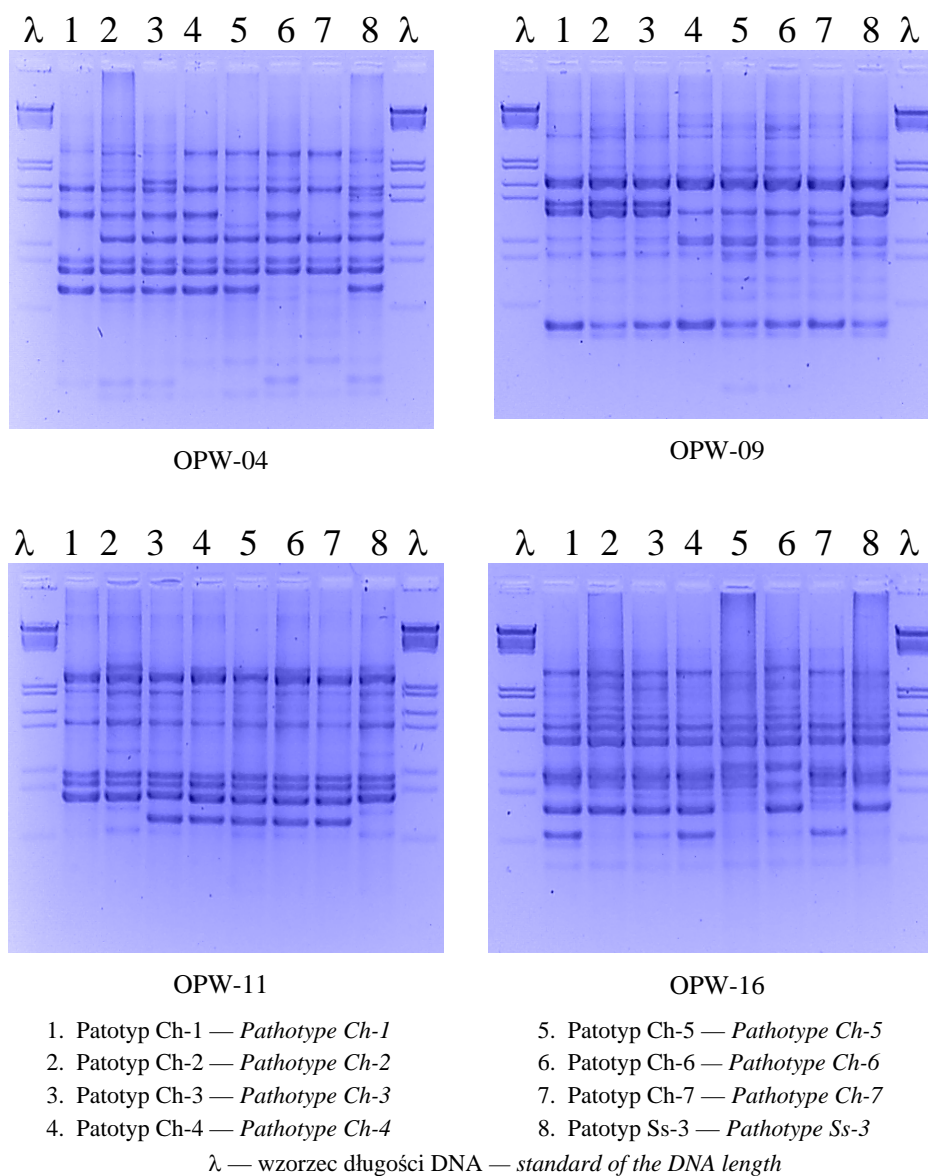 λ 1 2 3 4 5 6 7 8 λ
λ 1 2 3 4 5 6 7 8 λ
OPW-04
OPW-09
λ 1 2 3 4 5 6 7 8 λ
λ 1 2 3 4 5 6 7 8 λ
OPW-11
OPW-16
1. Patotyp Ch-1 — Pathotype Ch-1
2. Patotyp Ch-2 — Pathotype Ch-2
3. Patotyp Ch-3 — Pathotype Ch-3
4. Patotyp Ch-4 — Pathotype Ch-4
5. Patotyp Ch-5 — Pathotype Ch-5
6. Patotyp Ch-6 — Pathotype Ch-6
7. Patotyp Ch-7 — Pathotype Ch-7
8. Patotyp Ss-3 — Pathotype Ss-3
λ — wzorzec długości DNA — standard of the DNA length